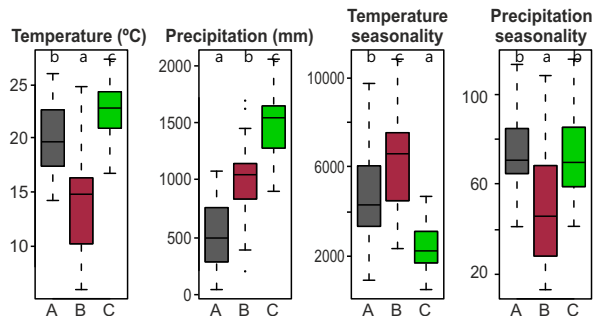 Temperature (ºC)
b a c
25
20
15
10
A B C
Precipitation (mm)
a b c
2000
1500
1000
500
0
A B C
Temperature
seasonality
b c a
10000
6000
2000
A B C
Precipitation
seasonality
b a b
100
60
20
A B C